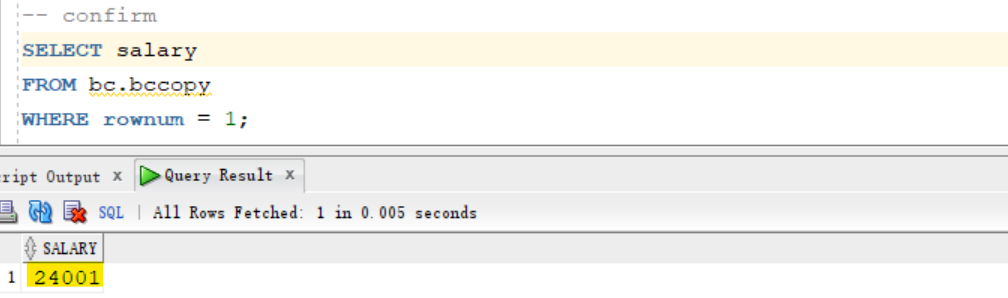 -- confirm
SELECT salary
FROM bc.bccopy
WHERE rownum = 1;
cript Output x Query Result x
SQL | All Rows Fetched: 1 in 0.005 seconds
SALARY
1 24001